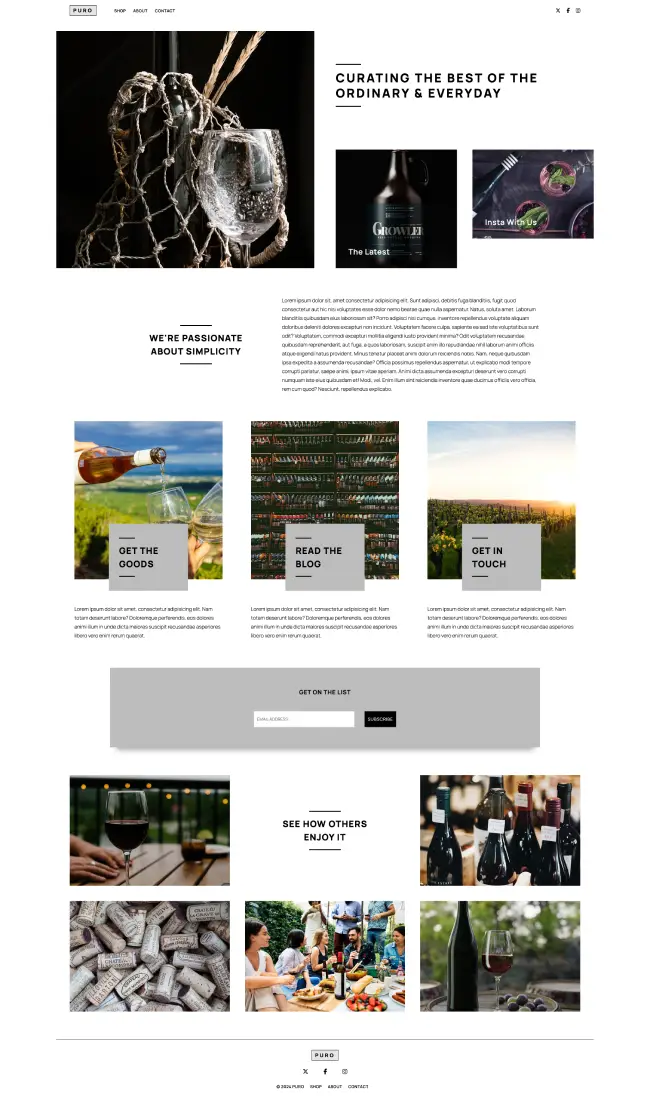 PURO
SHOP ABOUT CONTACT
CURATING THE BEST OF THE
ORDINARY & EVERYDAY
GROWLER
The Latest
Insta With Us
WE'RE PASSIONATE
ABOUT SIMPLICITY
Lorem ipsum dolor sit, amet consectetur adipisicing elit. Sunt adipisci, debitis fuga blanditiis, fugit quod
consectetur aut hic nisi voluptates esse dolor nemo beatae quae nulla aspernatur. Natus, soluta amet. Laborum
blanditiis quibusdam eius laboriosam sit? Porro adipisci nisi cumque, inventore repellendus voluptate aliquam
doloribus deleniti dolores excepturi non incidunt. Voluptatem facere culpa, sapiente ea sed iste voluptatibus sunt
odit? Voluptatem, commodi excepturi mollitia eligendi iusto provident minima? Odit voluptatem recusandae
quibusdam reprehenderit, aut fuga, a quos laboriosam, suscipit anim illo repudiandae nihil laborum animi officiis
atque eligendi natus provident. Minus tenetur placeat animi dolorum reiciendis nobis. Nam, neque quibusdam
ipsa expedita a assumenda recusandae? Officia possimus repellendus aspernatur, ut explicabo modi tempore
corrupti pariatur, saepe animi. Ipsum vitae aperiam. Animi dicta assumenda excepturi deserunt vero corrupti
numquam iste eius quibusdam et! Modi, vel. Enim illum sint reiciendis inventore quae ducimus officiis vero officia,
rem cum quod? Nesciunt, repellendus explicabo.
GET THE
GOODS
READ THE
BLOG
GET IN
TOUCH
Lorem ipsum dolor sit amet, consectetur adipisicing elit. Nam
totam deserunt labore? Doloremque perferendis, eos dolores
animi illum in unde dicta maiores suscipit recusandae asperiores
libero vero enim rerum quaerat.
Lorem ipsum dolor sit amet, consectetur adipisicing elit. Nam
totam deserunt labore? Doloremque perferendis, eos dolores
animi illum in unde dicta maiores suscipit recusandae asperiores
libero vero enim rerum quaerat.
Lorem ipsum dolor sit amet, consectetur adipisicing elit. Nam
totam deserunt labore? Doloremque perferendis, eos dolores
animi illum in unde dicta maiores suscipit recusandae asperiores
libero vero enim rerum quaerat.
GET ON THE LIST
EMAIL ADDRESS
SUBSCRIBE
SEE HOW OTHERS
ENJOY IT
PURO
© 2024 PURO SHOP ABOUT CONTACT